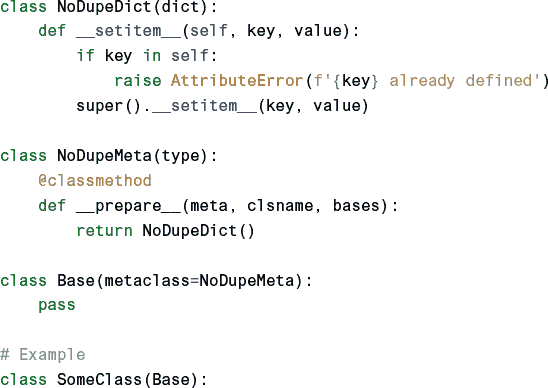 class NoDupeDict(dict):
    def __setitem__(self, key, value):
        if key in self:
            raise AttributeError(f'{key} already defined')
        super().__setitem__(key, value)

class NoDupeMeta(type):
    @classmethod
    def __prepare__(meta, clsname, bases):
        return NoDupeDict()

class Base(metaclass=NoDupeMeta):
    pass

# Example
class SomeClass(Base):